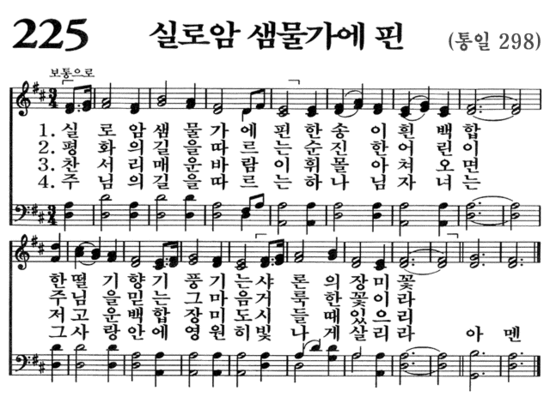 225 실로암 샘물가에 핀 (통일 298)
보통으로
1. 실 로 암 샘 물 가 에 핀 한 송 이 흰 백 합
2. 평 화 의 길 을 따 르 는 순 진 한 어 린 이
3. 찬 서 리 매 운 바 람 이 휘 몰 아 쳐 오 면
4. 주 님 의 길 을 따 르 는 하 나 님 자 녀 는
한 떨 기 향 기 풍 기 는 샤 론 의 장 미 꽃
주 님 을 믿 는 그 마 음 거 룩 한 꽃 이 라
저 고 운 백 합 장 미 도 시 들 때 있 으 리
그 사 랑 안 에 영 원 히 빛 나 게 살 리 라 아 멘